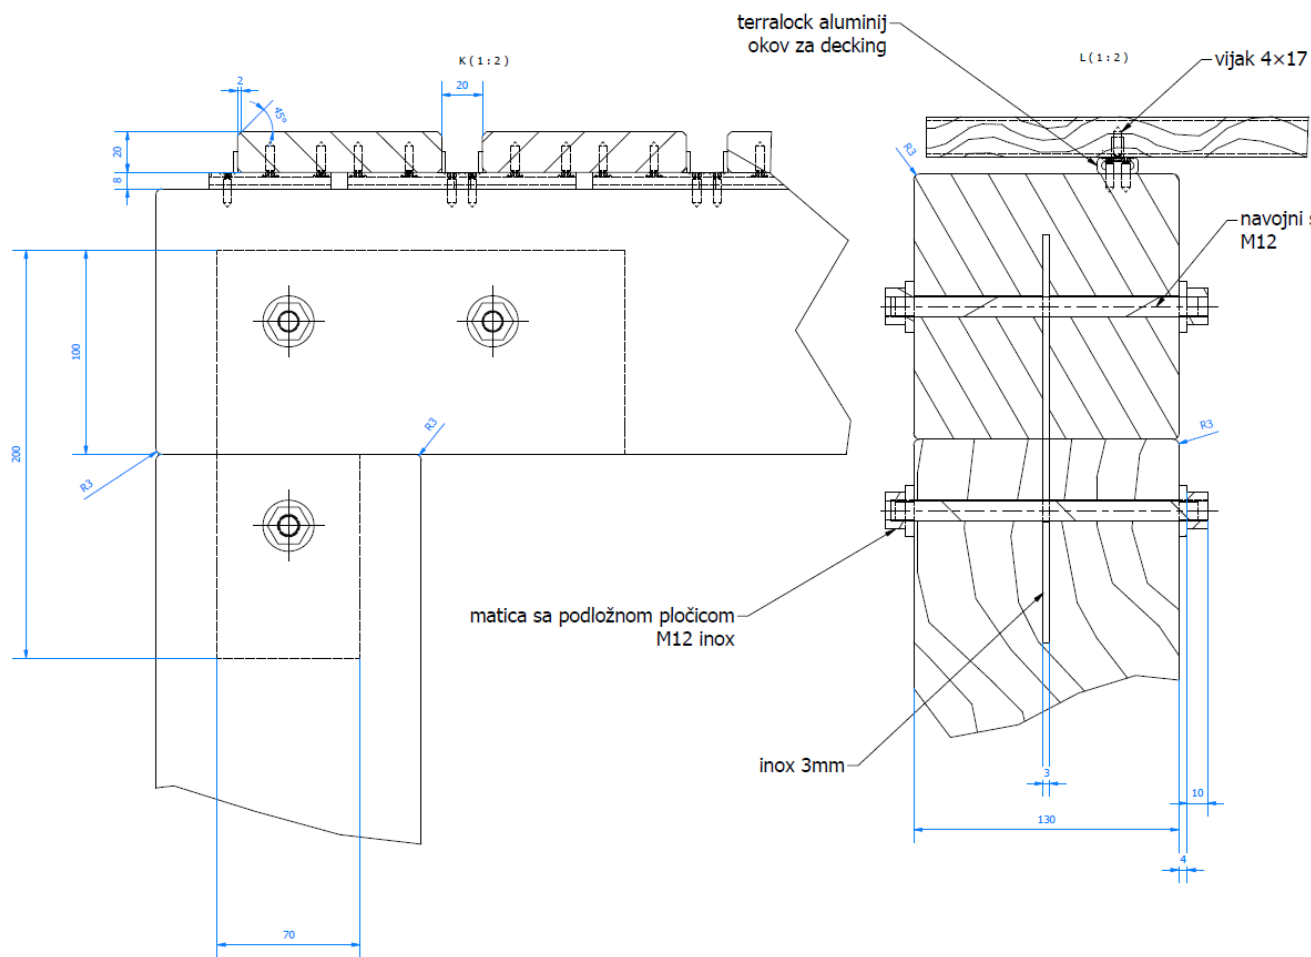 terralock aluminij
okov za decking
K ( 1 : 2 )
L ( 1 : 2 )
vijak 4×17
2
45°
20
20
8
R3
navojni
M12
100
200
R3
R3
R3
matica sa podložnom pločicom
M12 inox
inox 3mm
3
10
130
4
70